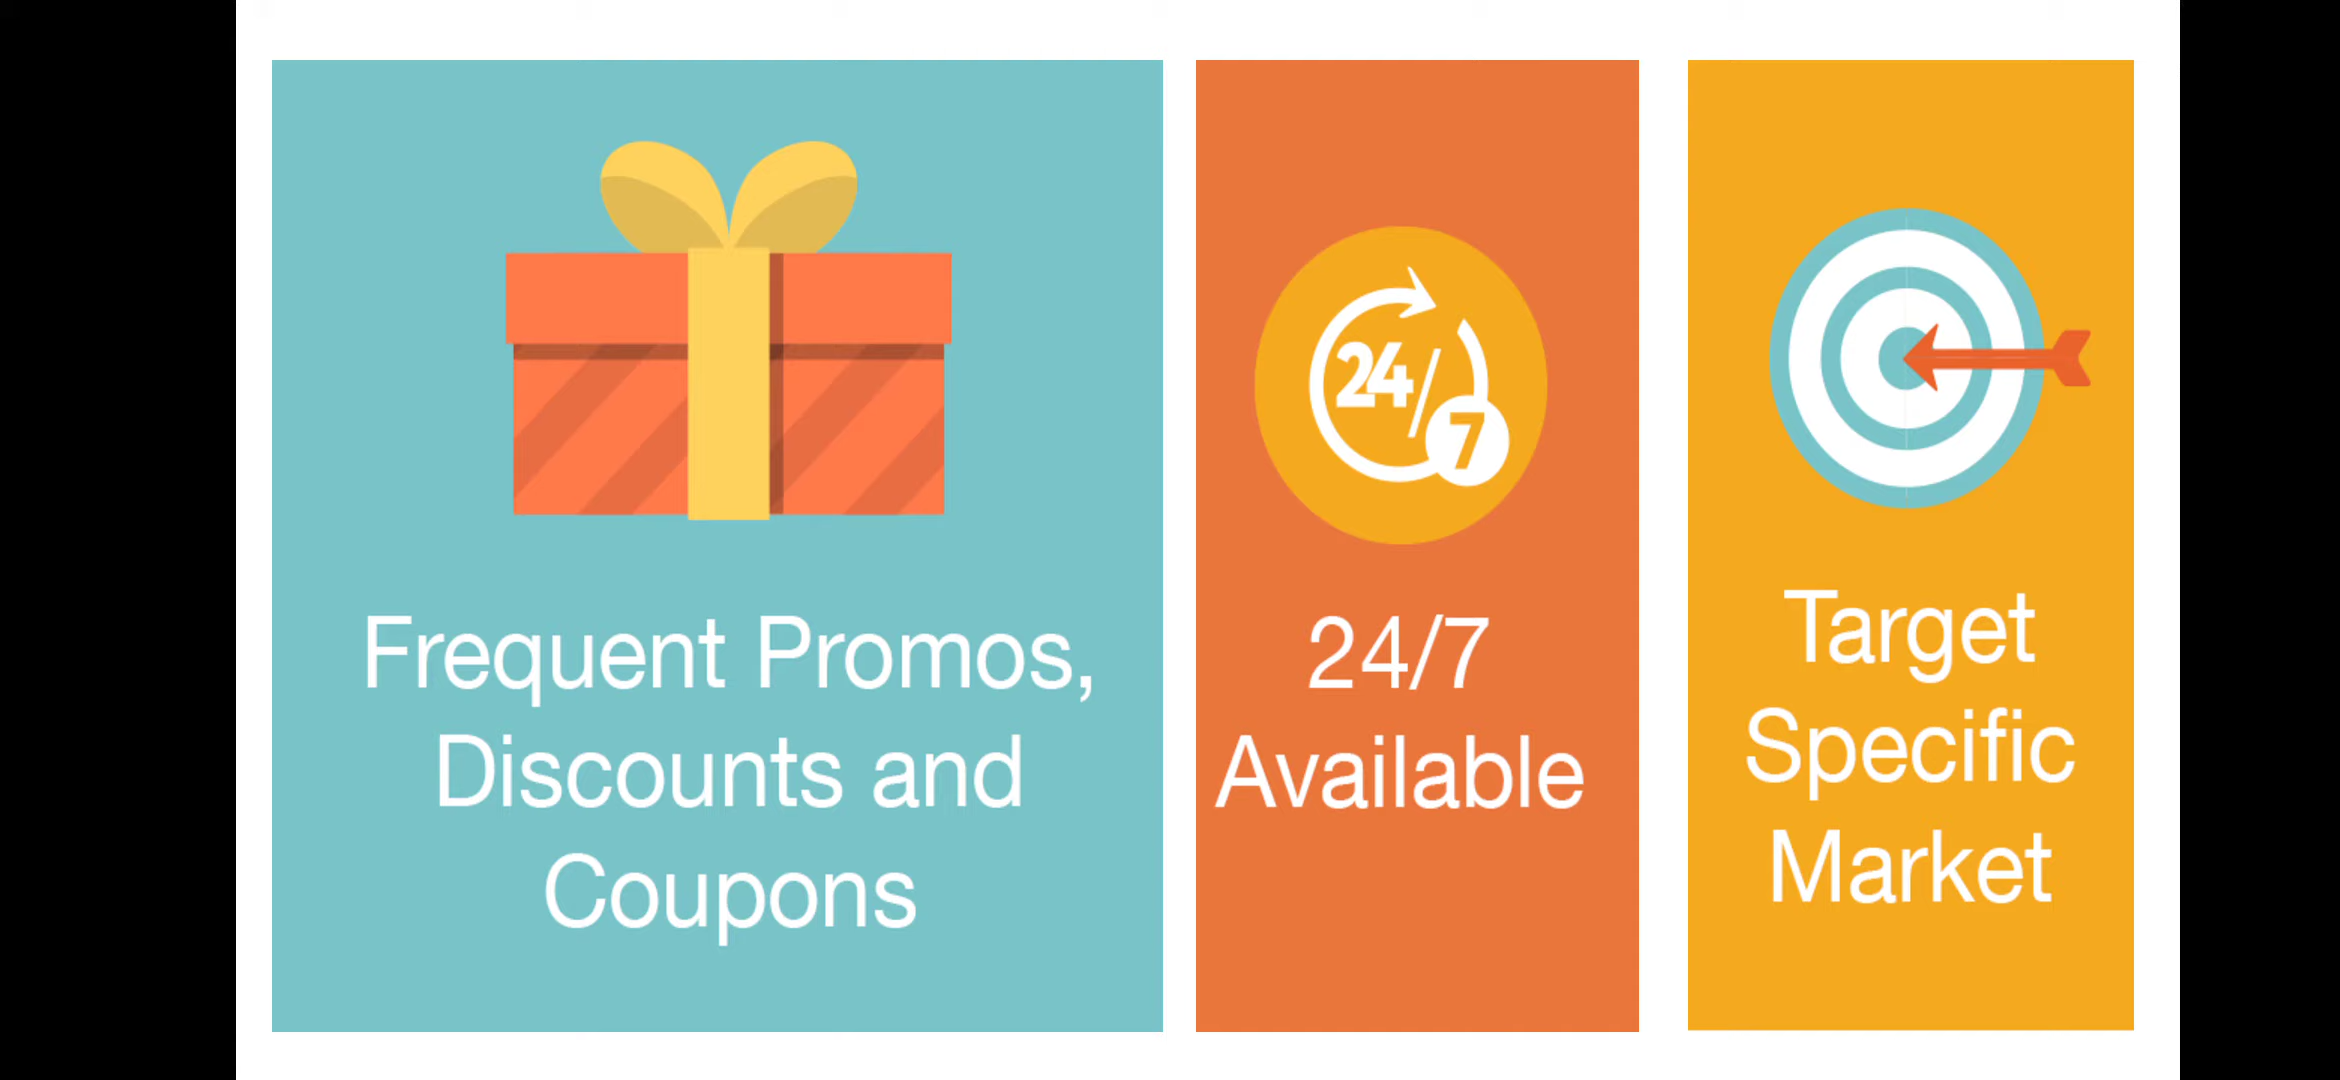 24/7
Frequent Promos,
Discounts and
Coupons
24/7
Available
Target
Specific
Market